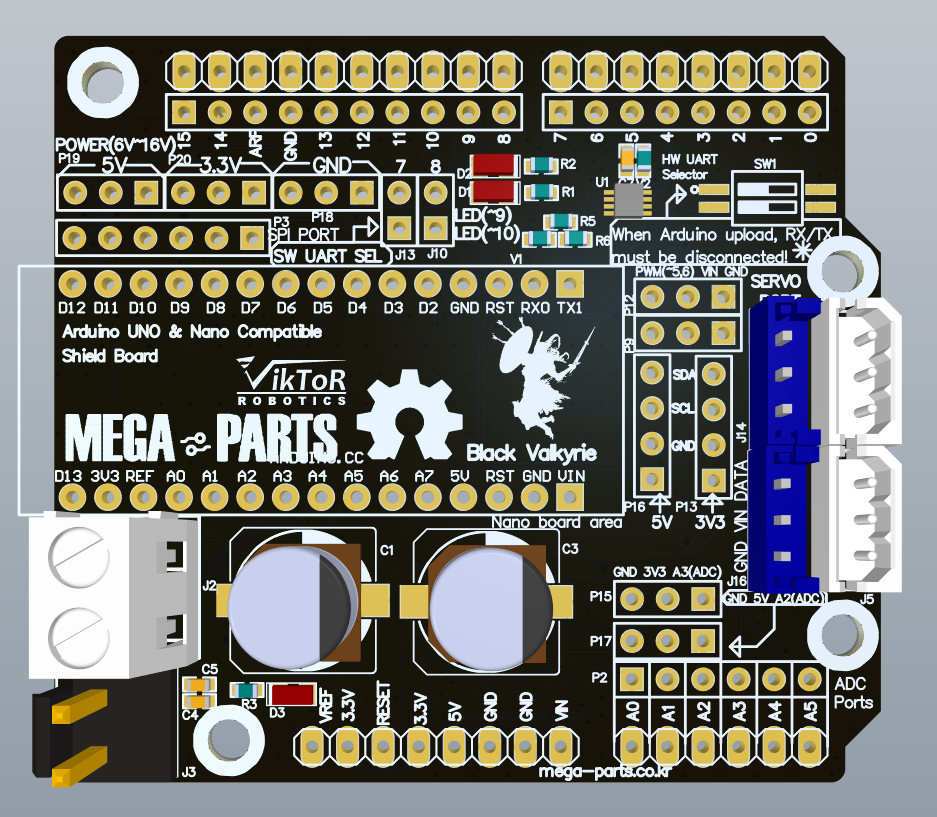 15 14 ARF GND 13 12 11 10 9 8 7 6 5 4 3 2 1 0
POWER(6V~16V)
P19 5V P20 3.3V GND 7 8
D2 R2
D1 R1
HW UART
Selector
SW1
U1
P3 P18
LED(~9)
LED(~10)
SPI PORT
SW UART SEL
J13 J10
R5
R6
V1
When Arduino upload, RX/TX
must be disconnected!
D12 D11 D10 D9 D8 D7 D6 D5 D4 D3 D2 GND RST RX0 TX1
PWM(~5,6) VIN GND
SERVO
P12
P9
Arduino UNO & Nano Compatible
Shield Board
VikToR
ROBOTICS
MEGA PARTS
Black Valkyrie
SDA
SCL
GND
J14
D13 3V3 REF A0 A1 A2 A3 A4 A5 A6 A7 5V RST GND VIN
Nano board area
P16 5V P13 3V3
GND VIN DATA
J2 C1 C3
J16
J5
GND 3V3 A3(ADC)
P15
GND 5V A2(ADC)
P17
P2
ADC
Ports
C5
C4
R3 D3
J3
VREF 3.3V RESET 3.3V 5V GND GND VIN
A0 A1 A2 A3 A4 A5
mega-parts.co.kr